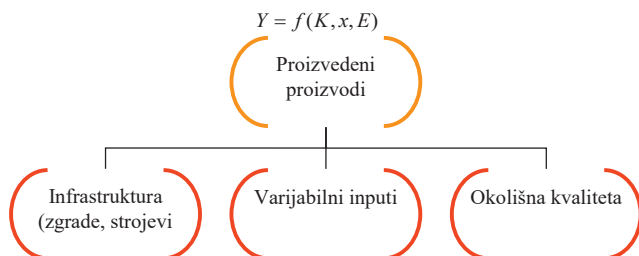 Y = f(K, x, E)
Proizvedeni
proizvodi
Infrastruktura
(zgrade, strojevi
Varijabilni inputi
Okolišna kvaliteta